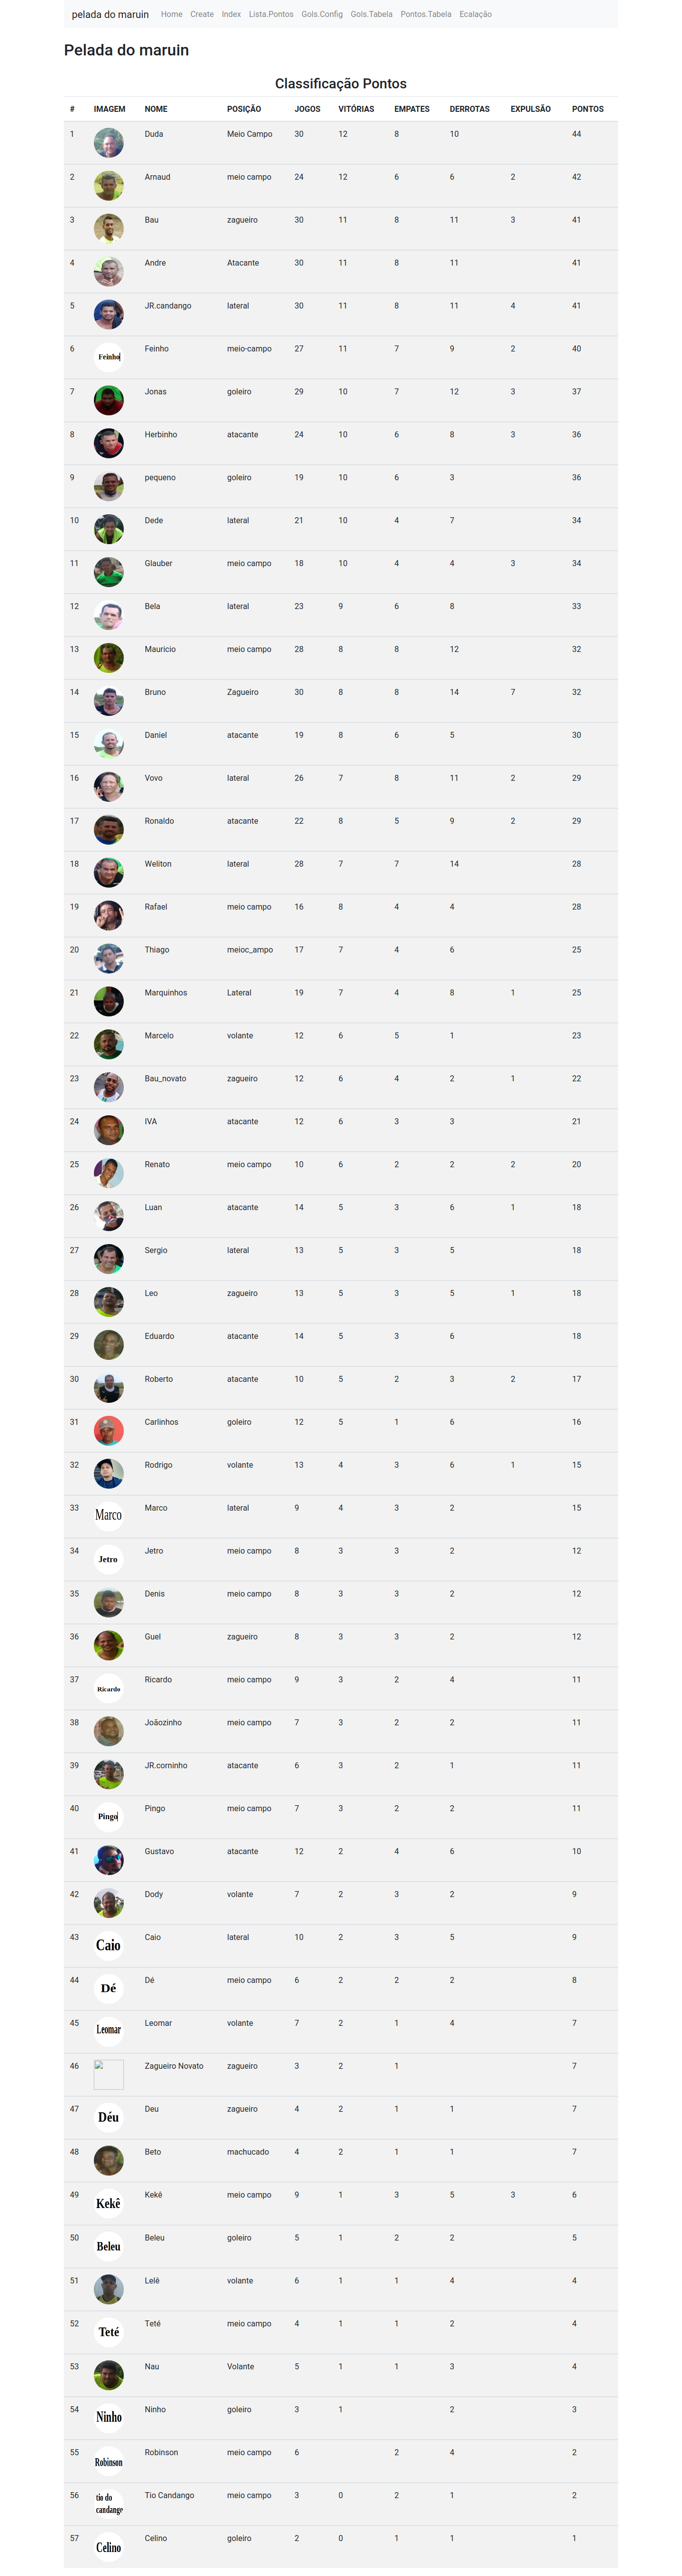 pelada do maruin Home Create Index Lista.Pontos Gols.Config Gols.Tabela Pontos.Tabela Ecalação
Pelada do maruin
Classificação Pontos
# IMAGEM NOME POSIÇÃO JOGOS VITÓRIAS EMPATES DERROTAS EXPULSÃO PONTOS
1 Duda Meio Campo 30 12 8 10 44
2 Arnaud meio campo 24 12 6 6 2 42
3 Bau zagueiro 30 11 8 11 3 41
4 Andre Atacante 30 11 8 11 41
5 JR.candango lateral 30 11 8 11 4 41
6 Feinho Feinho meio-campo 27 11 7 9 2 40
7 Jonas goleiro 29 10 7 12 3 37
8 Herbinho atacante 24 10 6 8 3 36
9 pequeno goleiro 19 10 6 3 36
10 Dede lateral 21 10 4 7 34
11 Glauber meio campo 18 10 4 4 3 34
12 Bela lateral 23 9 6 8 33
13 Mauricio meio campo 28 8 8 12 32
14 Bruno Zagueiro 30 8 8 14 7 32
15 Daniel atacante 19 8 6 5 30
16 Vovo lateral 26 7 8 11 2 29
17 Ronaldo atacante 22 8 5 9 2 29
18 Weliton lateral 28 7 7 14 28
19 Rafael meio campo 16 8 4 4 28
20 Thiago meioc_ampo 17 7 4 6 25
21 Marquinhos Lateral 19 7 4 8 1 25
22 Marcelo volante 12 6 5 1 23
23 Bau_novato zagueiro 12 6 4 2 1 22
24 IVA atacante 12 6 3 3 21
25 Renato meio campo 10 6 2 2 2 20
26 Luan atacante 14 5 3 6 1 18
27 Sergio lateral 13 5 3 5 18
28 Leo zagueiro 13 5 3 5 1 18
29 Eduardo atacante 14 5 3 6 18
30 Roberto atacante 10 5 2 3 2 17
31 Carlinhos goleiro 12 5 1 6 16
32 Rodrigo volante 13 4 3 6 1 15
33 Marco Marco lateral 9 4 3 2 15
34 Jetro Jetro meio campo 8 3 3 2 12
35 Denis meio campo 8 3 3 2 12
36 Guel zagueiro 8 3 3 2 12
37 Ricardo Ricardo meio campo 9 3 2 4 11
38 Joãozinho meio campo 7 3 2 2 11
39 JR.corninho atacante 6 3 2 1 11
40 Pingo Pingo meio campo 7 3 2 2 11
41 Gustavo atacante 12 2 4 6 10
42 Dody volante 7 2 3 2 9
43 Caio Caio lateral 10 2 3 5 9
44 Dé Dé meio campo 6 2 2 2 8
45 Leomar Leomar volante 7 2 1 4 7
46 Zagueiro Novato zagueiro 3 2 1 7
47 Déu Deu zagueiro 4 2 1 1 7
48 Beto machucado 4 2 1 1 7
49 Kekê Kekê meio campo 9 1 3 5 3 6
50 Beleu Beleu goleiro 5 1 2 2 5
51 Lelê volante 6 1 1 4 4
52 Teté Teté meio campo 4 1 1 2 4
53 Nau Volante 5 1 1 3 4
54 Ninho Ninho goleiro 3 1 2 3
55 Robinson Robinson meio campo 6 2 4 2
56 tio do candango Tio Candango meio campo 3 0 2 1 2
57 Celino Celino goleiro 2 0 1 1 1